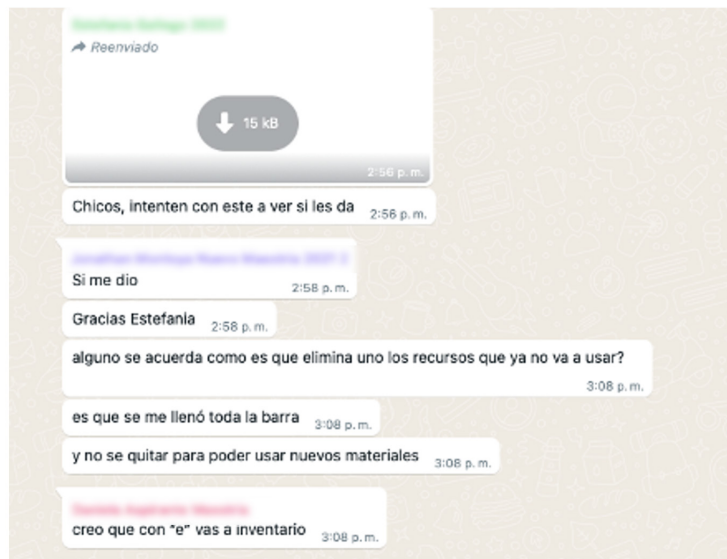 Reenviado
15 kB
2:56 p. m.
Chicos, intenten con este a ver si les da 2:56 p. m.
Si me dio 2:58 p. m.
Gracias Estefania 2:58 p. m.
alguno se acuerda como es que elimina uno los recursos que ya no va a usar?
3:08 p. m.
es que se me llenó toda la barra 3:08 p. m.
y no se quitar para poder usar nuevos materiales 3:08 p. m.
creo que con "e" vas a inventario 3:08 p. m.